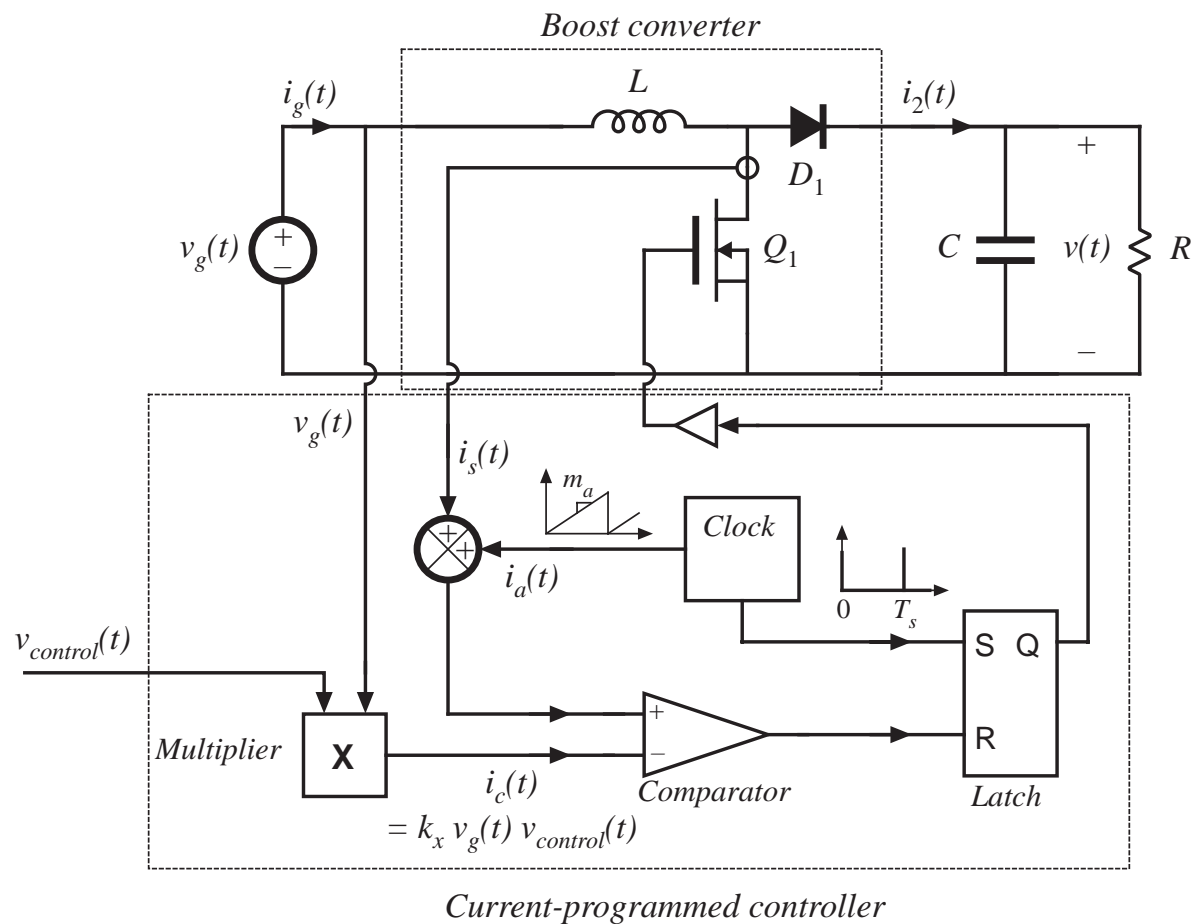 Boost converter
i_g(t)
L
i_2(t)
D_1
v_g(t)
+
–
Q_1
C
+
v(t)
–
R
v_g(t)
i_s(t)
m_a
Clock
+
+
i_a(t)
0
T_s
v_control(t)
S Q
R
Multiplier
X
+
–
i_c(t)
= k_x v_g(t) v_control(t)
Comparator
Latch
Current-programmed controller